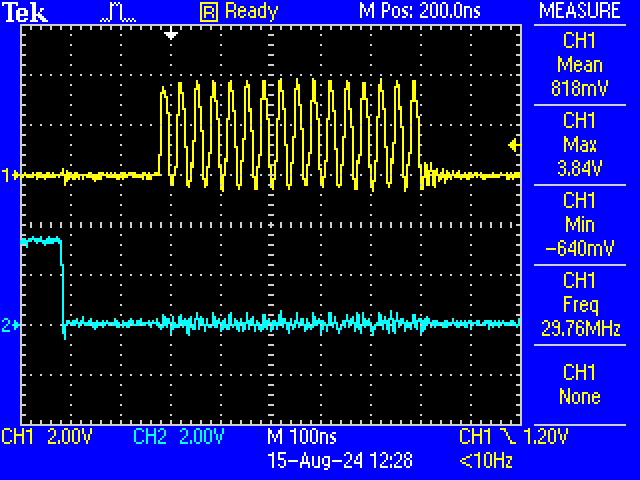 Tek R Ready M Pos: 200.0ns MEASURE
CH1
Mean
818mV
CH1
Max
3.84V
CH1
Min
-640mV
CH1
Freq
29.76MHz
CH1
None
1
2
CH1 2.00V CH2 2.00V M 100ns CH1 1.20V
15-Aug-24 12:28 <10Hz